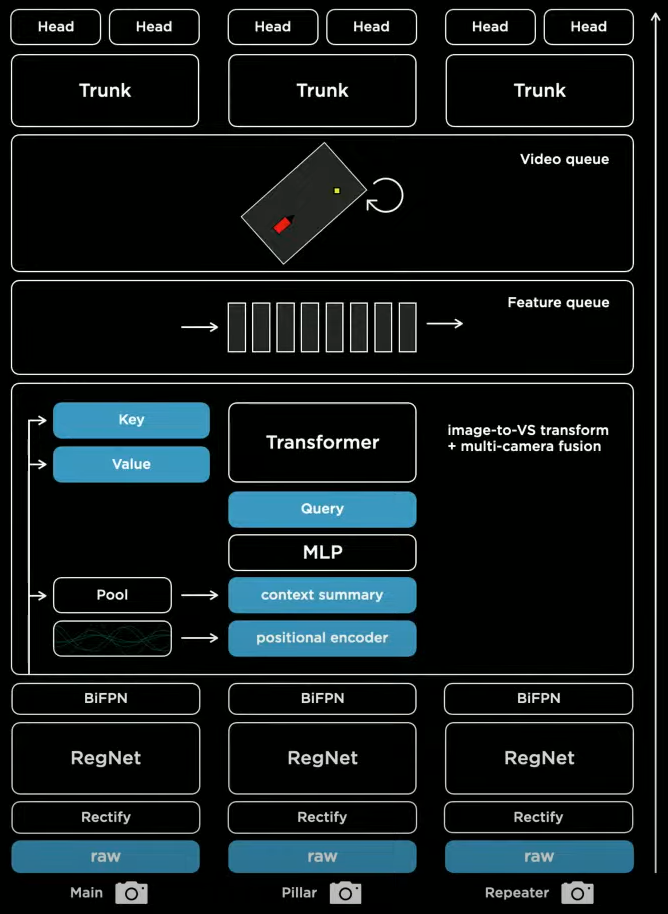 Head Head Head Head Head Head
Trunk Trunk Trunk
Video queue
Feature queue
Key
Value
Transformer
image-to-VS transform
+ multi-camera fusion
Query
MLP
Pool
context summary
positional encoder
BiFPN BiFPN BiFPN
RegNet RegNet RegNet
Rectify Rectify Rectify
raw raw raw
Main Pillar Repeater